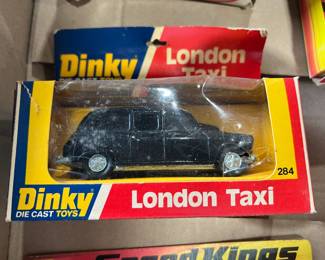 Dinky
London
Taxi
284
Dinky
DIE CAST TOYS
London Taxi
Speed Kings